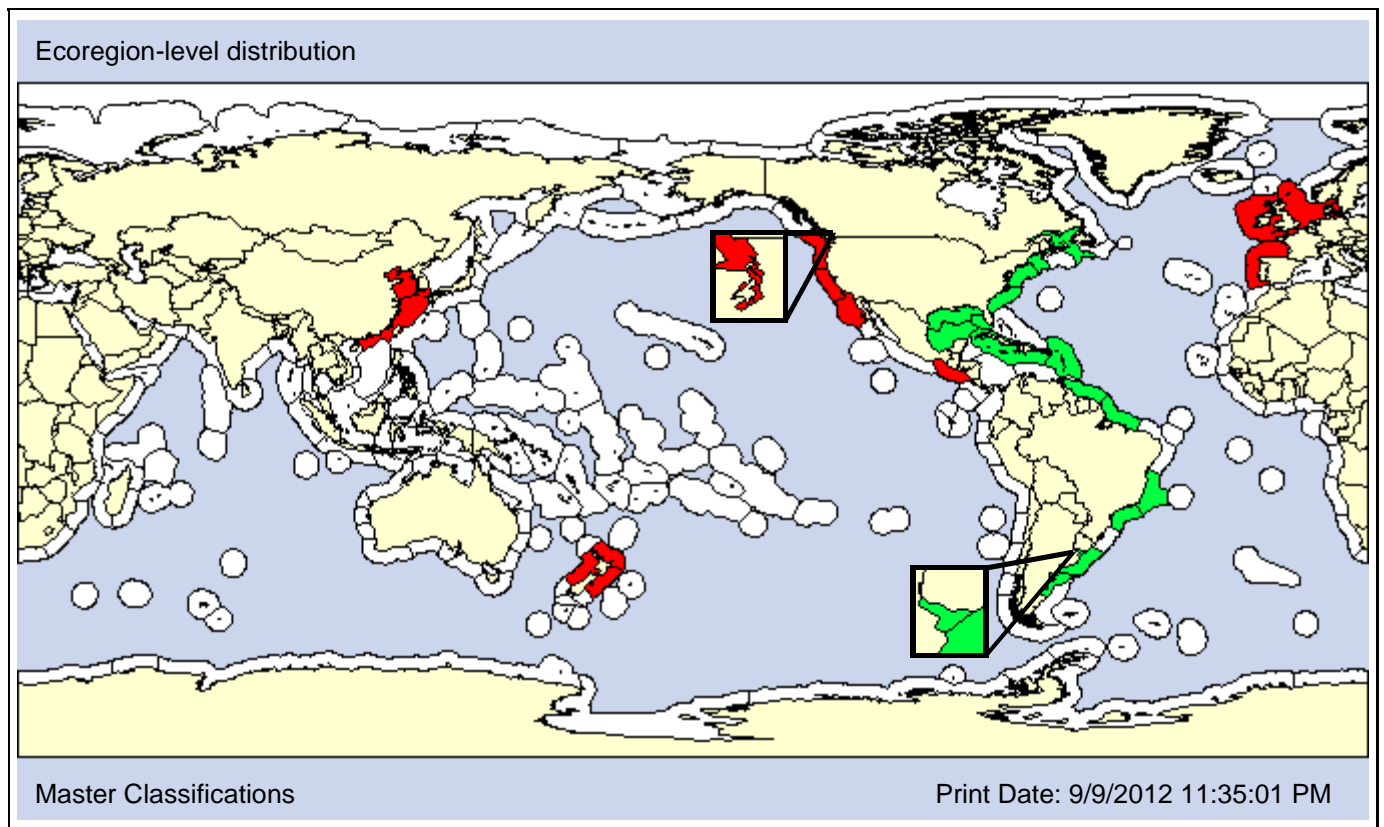 Ecoregion-level distribution
Master Classifications
Print Date: 9/9/2012 11:35:01 PM